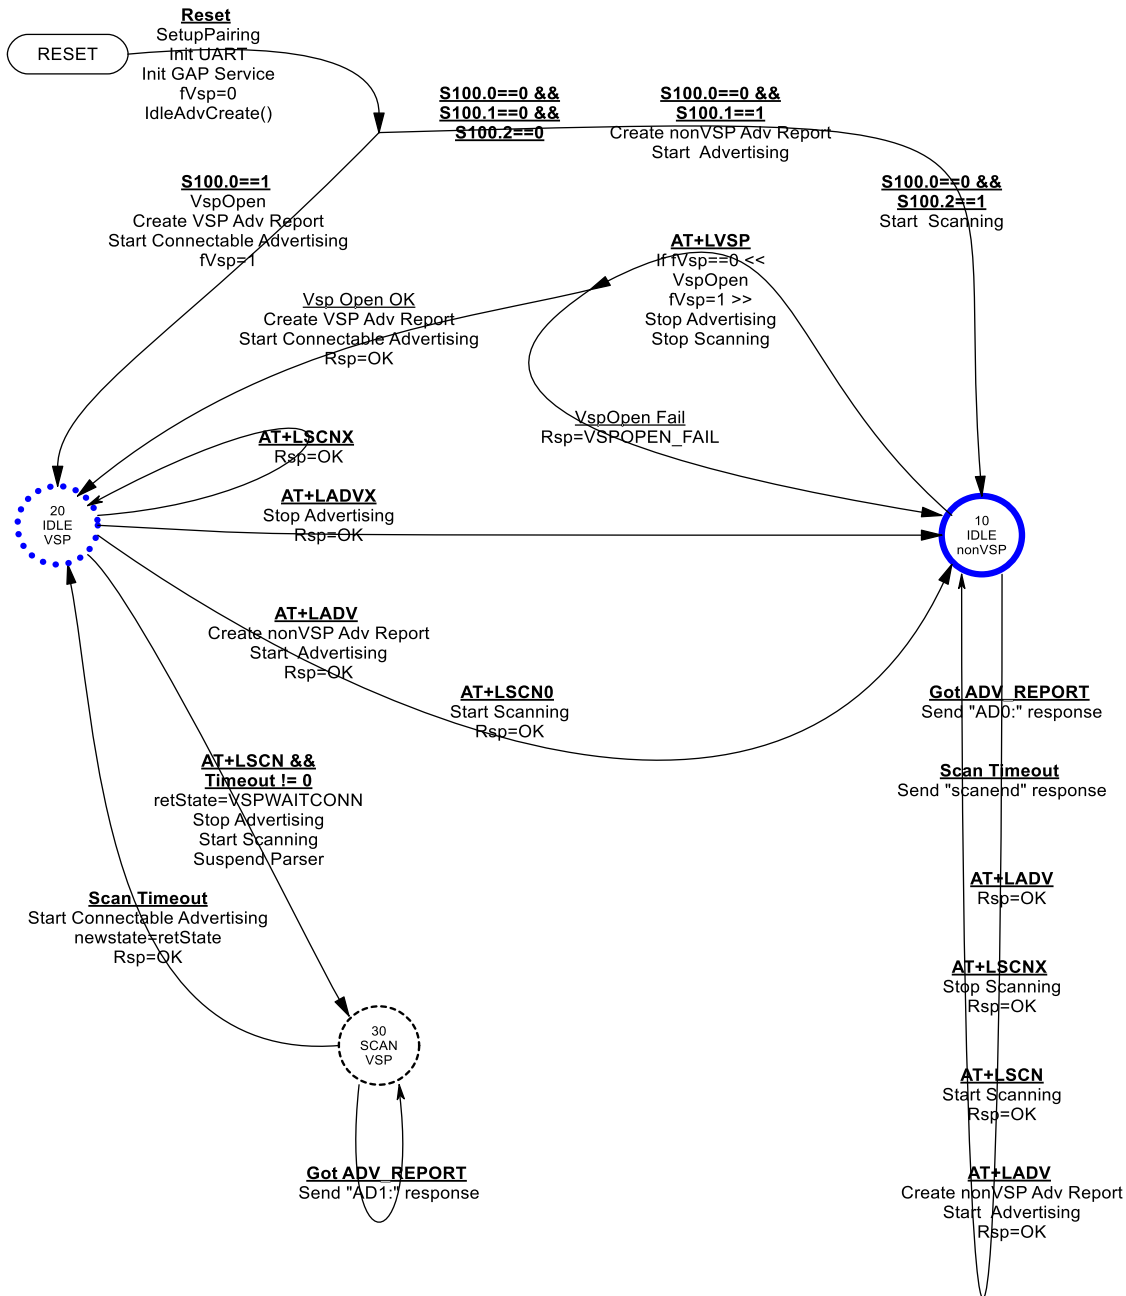 Reset
SetupPairing
Init UART
Init GAP Service
fVsp=0
IdleAdvCreate()
RESET
S100.0==0 &&
S100.1==0 &&
S100.2==0
S100.0==0 &&
S100.1==1
Create nonVSP Adv Report
Start  Advertising
S100.0==0 &&
S100.2==1
Start  Scanning
S100.0==1
VspOpen
Create VSP Adv Report
Start Connectable Advertising
fVsp=1
AT+LVSP
If fVsp==0 <<
VspOpen
fVsp=1 >>
Stop Advertising
Stop Scanning
Vsp Open OK
Create VSP Adv Report
Start Connectable Advertising
Rsp=OK
VspOpen Fail
Rsp=VSPOPEN_FAIL
AT+LSCNX
Rsp=OK
AT+LADVX
Stop Advertising
Rsp=OK
20
IDLE
VSP
10
IDLE
nonVSP
AT+LADV
Create nonVSP Adv Report
Start  Advertising
Rsp=OK
AT+LSCN0
Start Scanning
Rsp=OK
Got ADV_REPORT
Send "AD0:" response
Scan Timeout
Send "scanend" response
AT+LSCN &&
Timeout != 0
retState=VSPWAITCONN
Stop Advertising
Start Scanning
Suspend Parser
AT+LADV
Rsp=OK
Scan Timeout
Start Connectable Advertising
newstate=retState
Rsp=OK
AT+LSCNX
Stop Scanning
Rsp=OK
30
SCAN
VSP
AT+LSCN
Start Scanning
Rsp=OK
Got ADV_REPORT
Send "AD1:" response
AT+LADV
Create nonVSP Adv Report
Start  Advertising
Rsp=OK